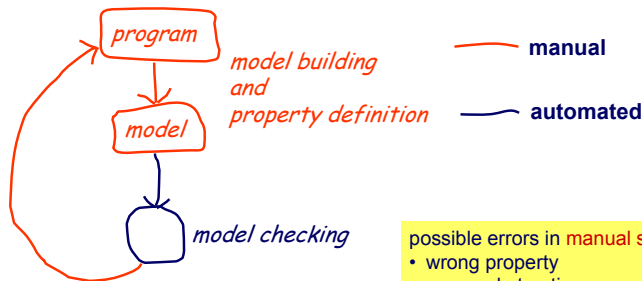 program
model building
and
property definition
model
model checking
manual
automated
possible errors in manual
• wrong property